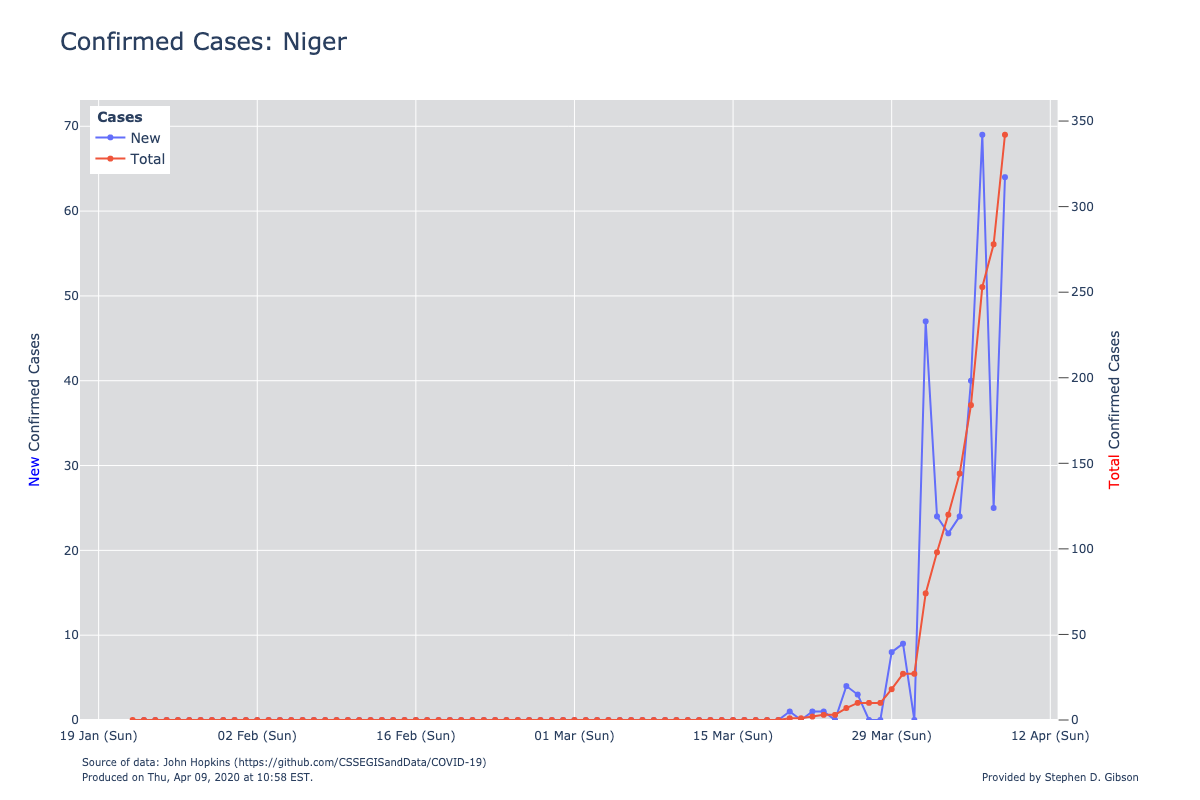 Confirmed Cases: Niger
Cases
New
Total
70
60
50
40
30
20
10
0
New Confirmed Cases
350
300
250
200
150
100
50
0
Total Confirmed Cases
19 Jan (Sun) 02 Feb (Sun) 16 Feb (Sun) 01 Mar (Sun) 15 Mar (Sun) 29 Mar (Sun) 12 Apr (Sun)
Source of data: John Hopkins (https://github.com/CSSEGISandData/COVID-19)
Produced on Thu, Apr 09, 2020 at 10:58 EST.
Provided by Stephen D. Gibson